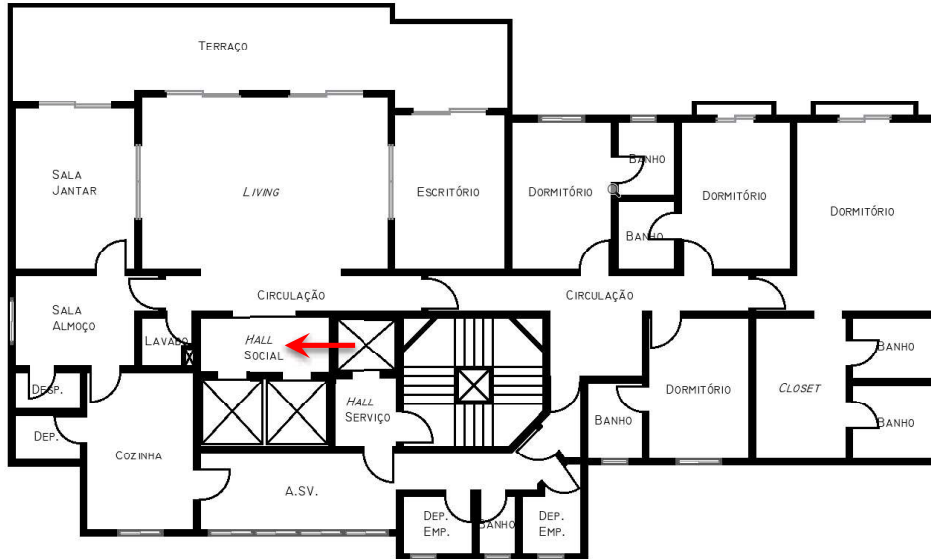 TERRAÇO
BANHO
SALA
JANTAR
LIVING
ESCRITÓRIO
DORMITÓRIO
DORMITÓRIO
DORMITÓRIO
BANHO
CIRCULAÇÃO
CIRCULAÇÃO
SALA
ALMOÇO
LAVABO
HALL
SOCIAL
BANHO
DESP.
DORMITÓRIO
CLOSET
HALL
SERVIÇO
BANHO
BANHO
DEP.
COZINHA
A.SV.
DEP.
EMP.
BANHO
DEP.
EMP.